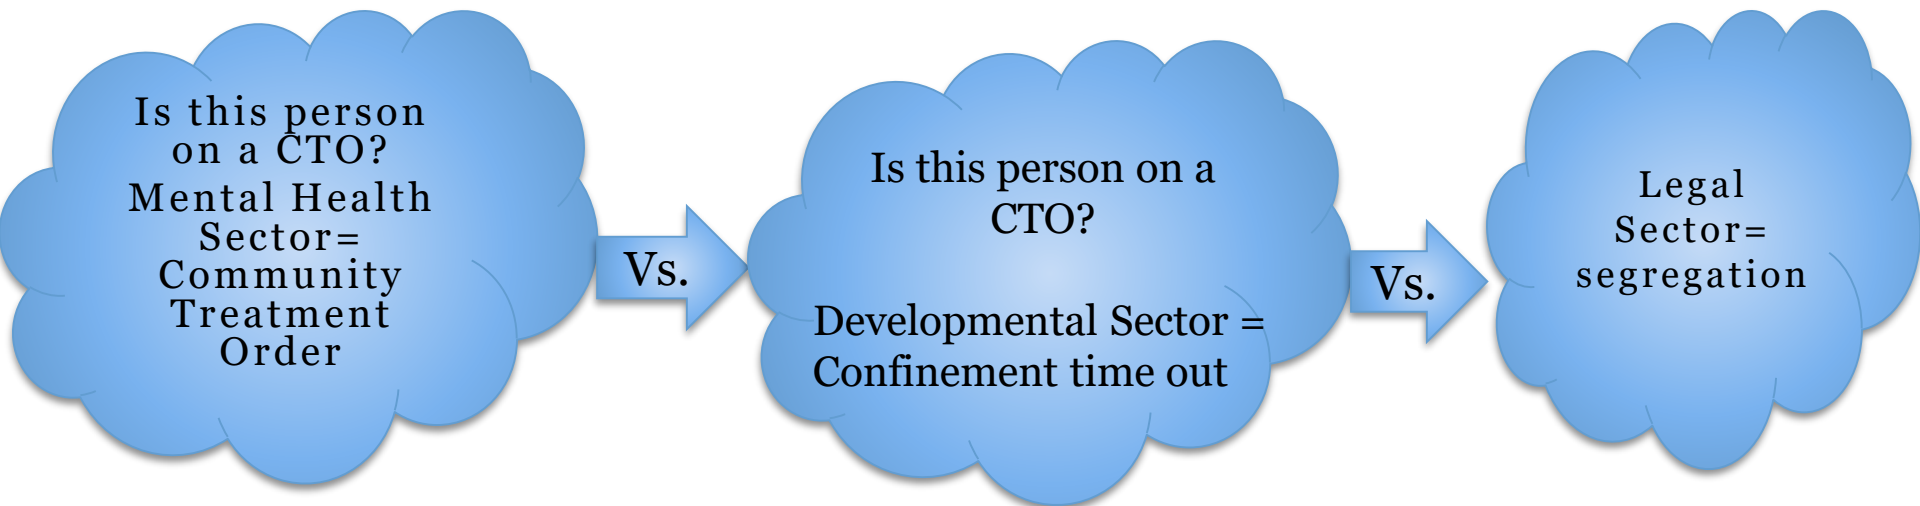 Is this person
on a CTO?
Mental Health
Sector=
Community
Treatment
Order
Vs.
Is this person on a
CTO?
Developmental Sector =
Confinement time out
Vs.
Legal
Sector=
segregation